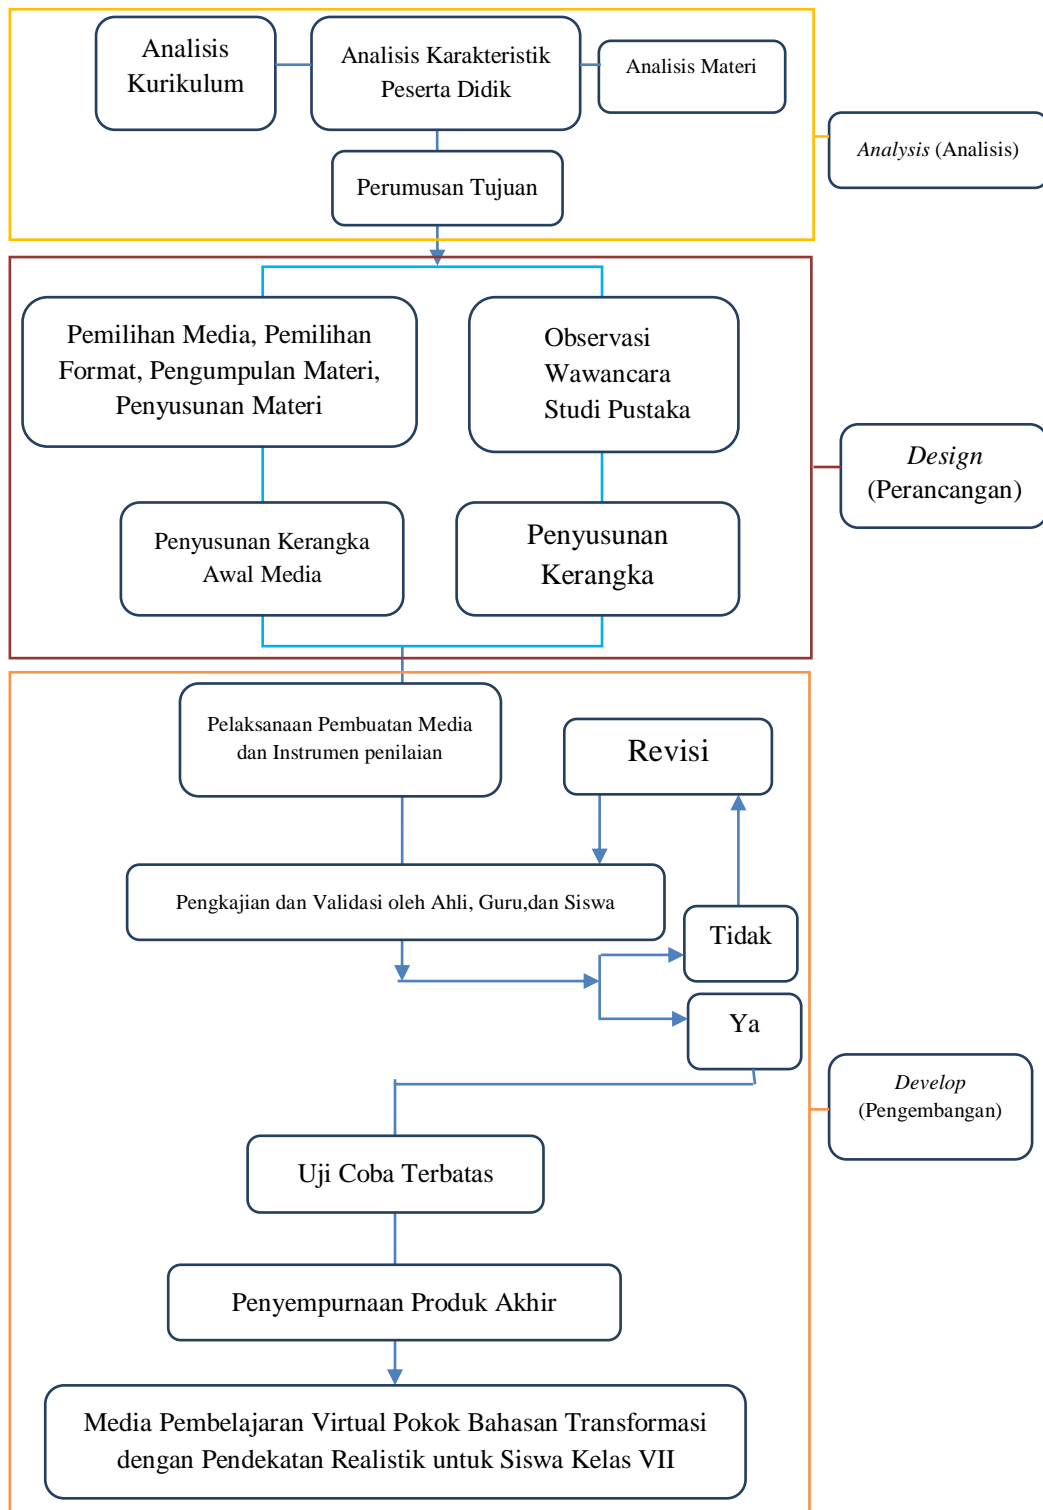 Analisis
Kurikulum
Analisis Karakteristik
Peserta Didik
Analisis Materi
Analysis (Analisis)
Perumusan Tujuan
Pemilihan Media, Pemilihan
Format, Pengumpulan Materi,
Penyusunan Materi
Observasi
Wawancara
Studi Pustaka
Design
(Perancangan)
Penyusunan Kerangka
Awal Media
Penyusunan
Kerangka
Pelaksanaan Pembuatan Media
dan Instrumen penilaian
Revisi
Pengkajian dan Validasi oleh Ahli, Guru,dan Siswa
Tidak
Ya
Develop
(Pengembangan)
Uji Coba Terbatas
Penyempurnaan Produk Akhir
Media Pembelajaran Virtual Pokok Bahasan Transformasi
dengan Pendekatan Realistik untuk Siswa Kelas VII